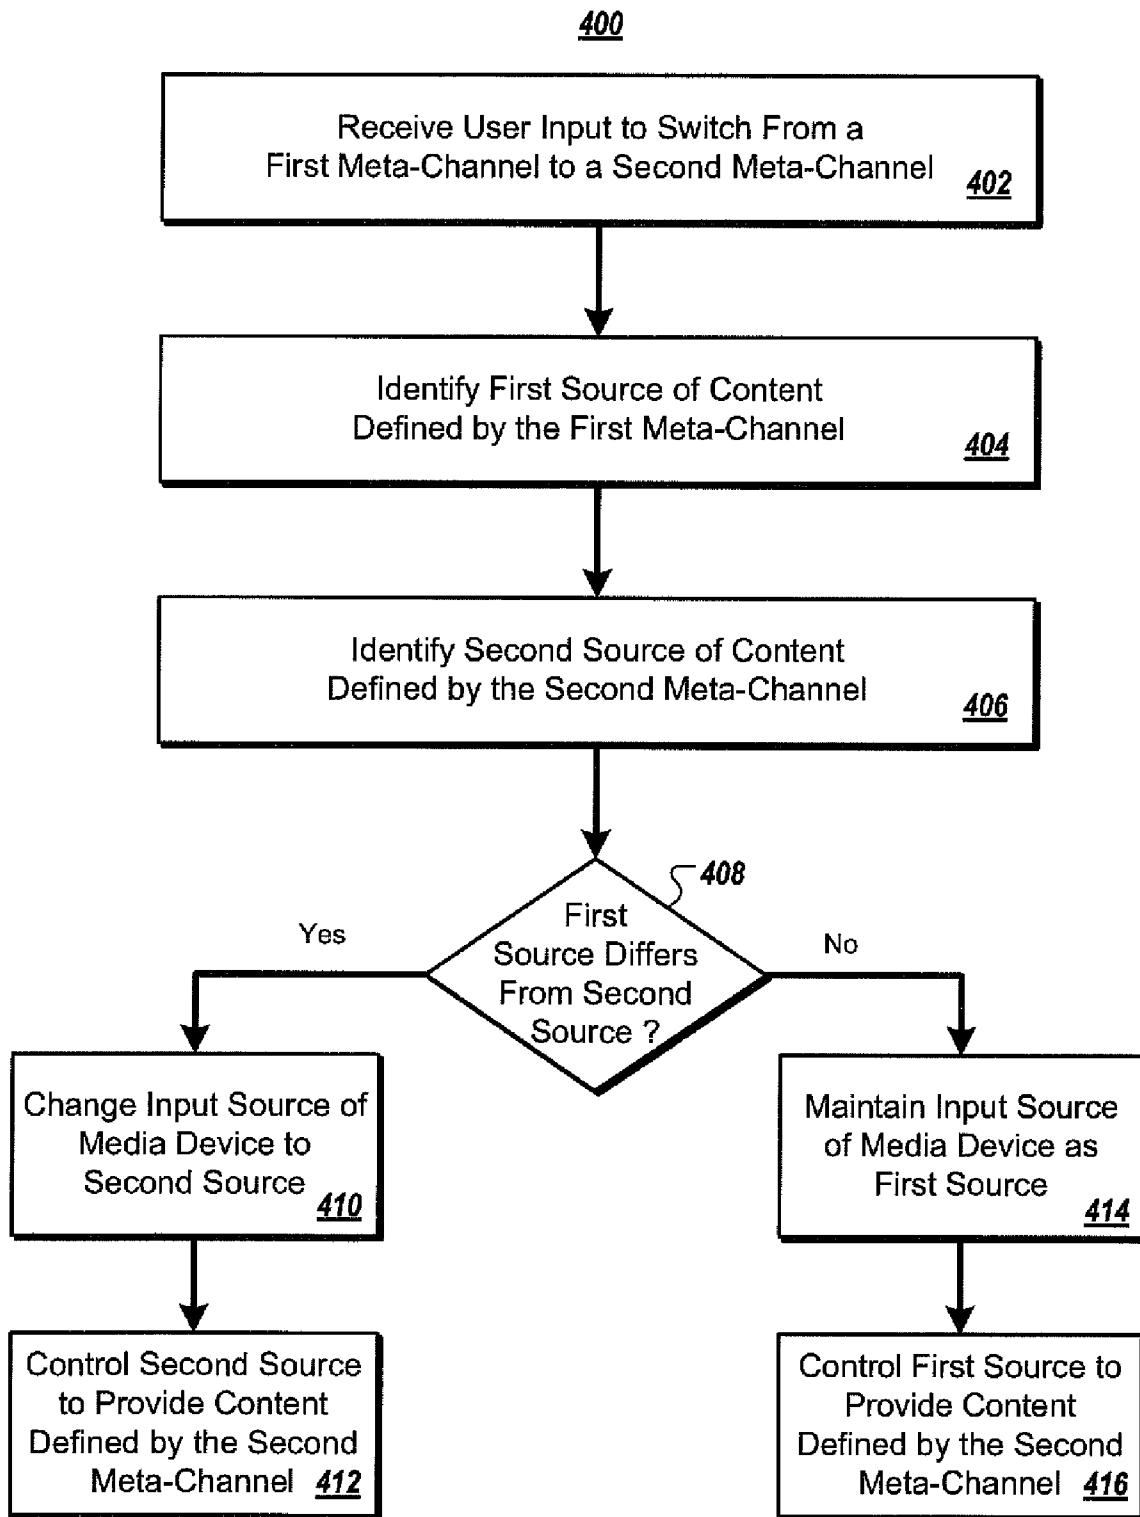 400
Receive User Input to Switch From a
First Meta-Channel to a Second Meta-Channel
402
Identify First Source of Content
Defined by the First Meta-Channel
404
Identify Second Source of Content
Defined by the Second Meta-Channel
406
408
First
Source Differs
From Second
Source ?
Yes
No
Change Input Source of
Media Device to
Second Source
410
Maintain Input Source
of Media Device as
First Source
414
Control Second Source
to Provide Content
Defined by the Second
Meta-Channel 412
Control First Source to
Provide Content
Defined by the Second
Meta-Channel 416